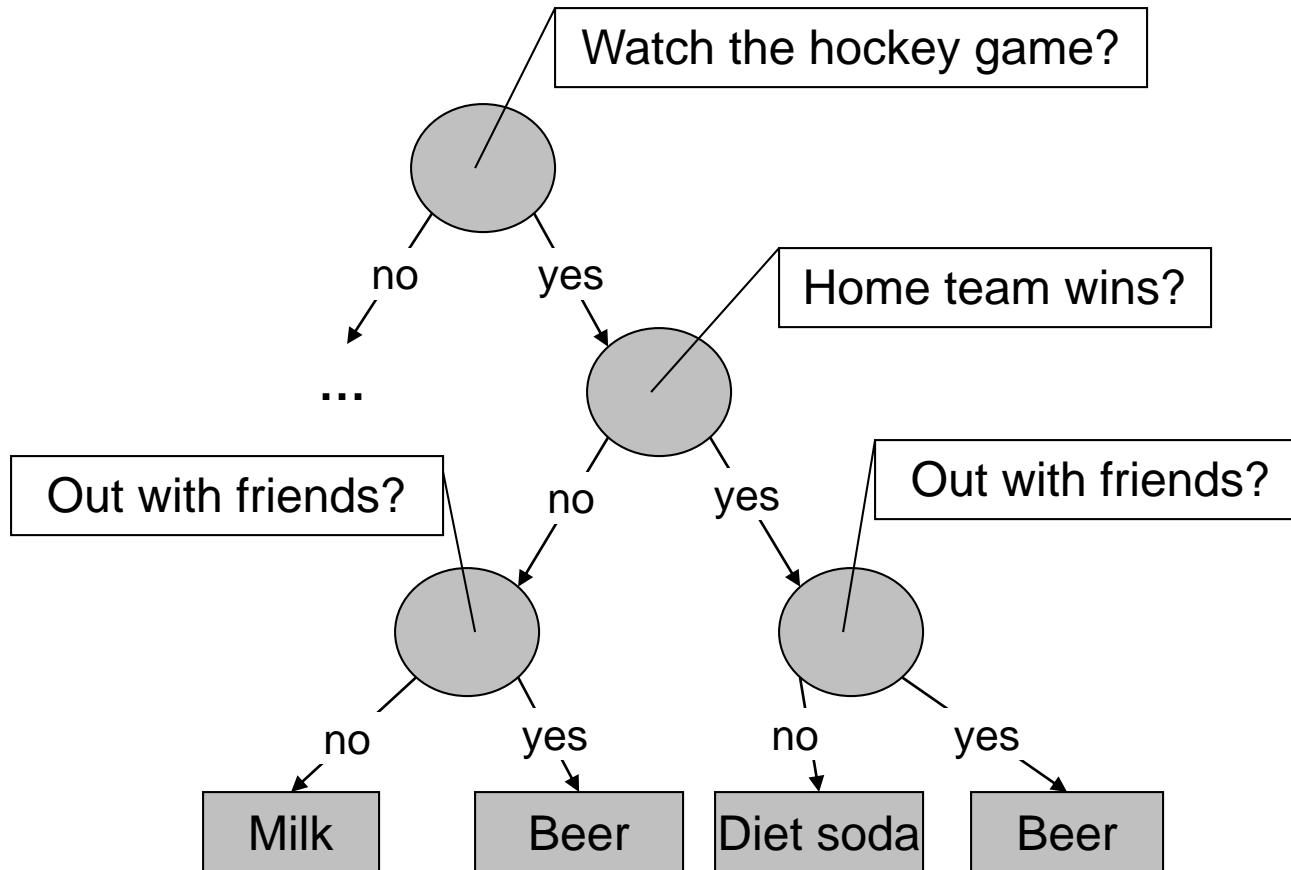 Watch the hockey game?
no
yes
Home team wins?
...
Out with friends?
no
yes
Out with friends?
no
yes
no
yes
Milk
Beer
Diet soda
Beer